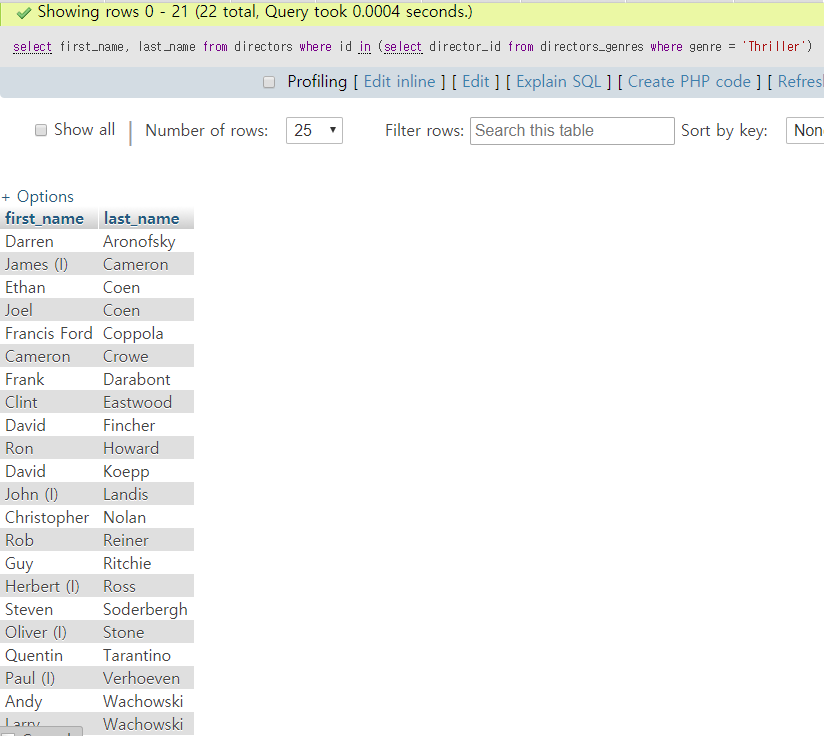 Showing rows 0 - 21 (22 total, Query took 0.0004 seconds.)
select first_name, last_name from directors where id in (select director_id from directors_genres where genre = 'Thriller')
Profiling [ Edit inline ] [ Edit ] [ Explain SQL ] [ Create PHP code ] [ Refres
Show all Number of rows: 25 Filter rows: Search this table Sort by key: Non
+ Options
first_name last_name
Darren Aronofsky
James (I) Cameron
Ethan Coen
Joel Coen
Francis Ford Coppola
Cameron Crowe
Frank Darabont
Clint Eastwood
David Fincher
Ron Howard
David Koepp
John (I) Landis
Christopher Nolan
Rob Reiner
Guy Ritchie
Herbert (I) Ross
Steven Soderbergh
Oliver (I) Stone
Quentin Tarantino
Paul (I) Verhoeven
Andy Wachowski
Larry Wachowski